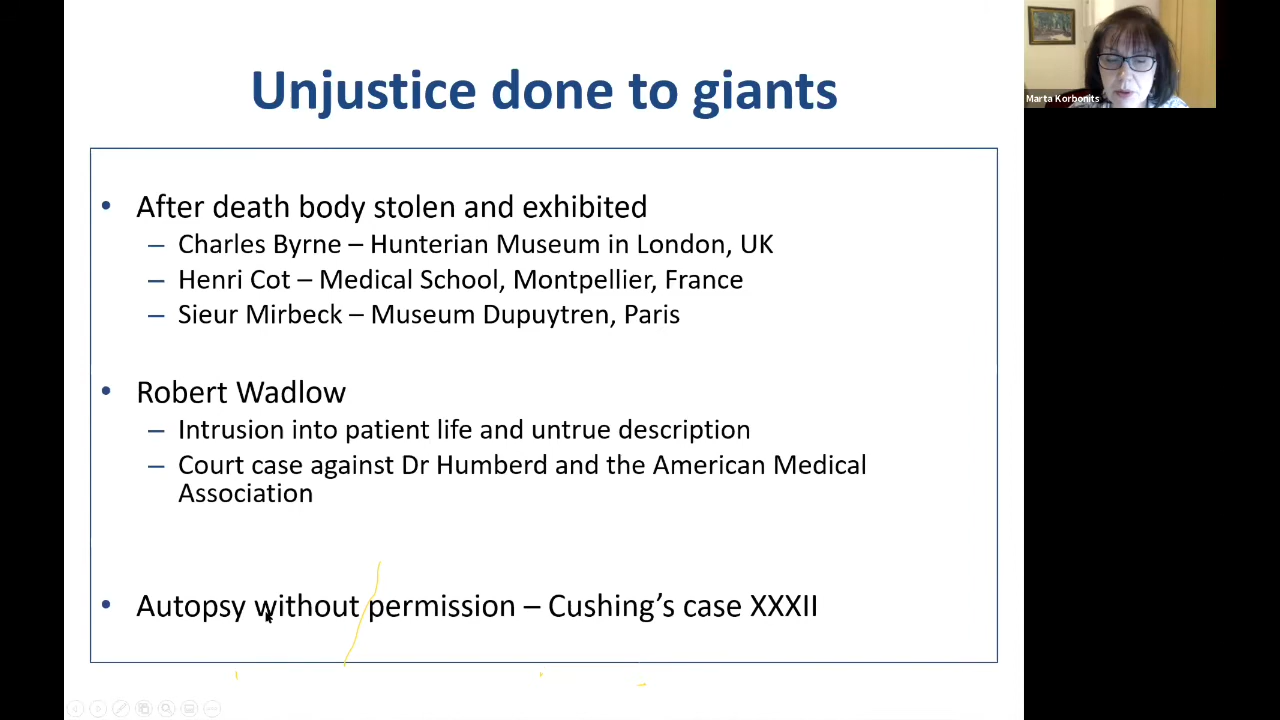 Unjustice done to giants
Marta Korbonits
• After death body stolen and exhibited
– Charles Byrne – Hunterian Museum in London, UK
– Henri Cot – Medical School, Montpellier, France
– Sieur Mirbeck – Museum Dupuytren, Paris
• Robert Wadlow
– Intrusion into patient life and untrue description
– Court case against Dr Humberd and the American Medical
Association
• Autopsy without permission – Cushing’s case XXXII